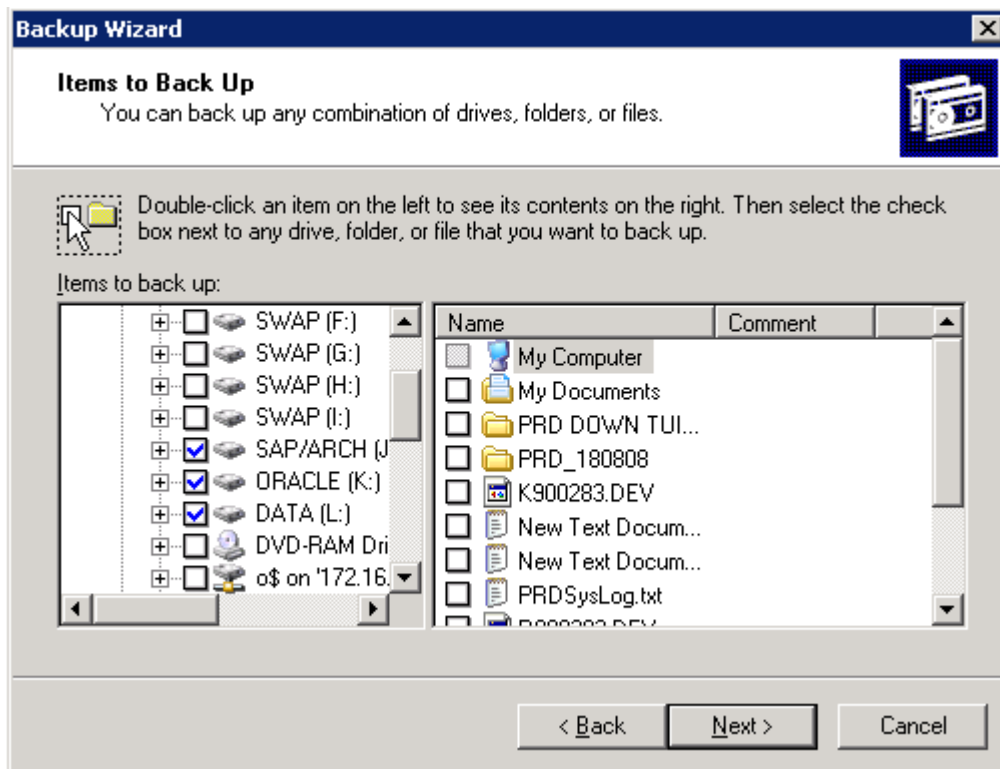 Backup Wizard
Items to Back Up
You can back up any combination of drives, folders, or files.
Double-click an item on the left to see its contents on the right. Then select the check
box next to any drive, folder, or file that you want to back up.
Items to back up:
SWAP (F:)
SWAP (G:)
SWAP (H:)
SWAP (I:)
SAP/ARCH (J
ORACLE (K:)
DATA (L:)
DVD-RAM Dri
o$ on '172.16.
Name Comment
My Computer
My Documents
PRD DOWN TUI...
PRD_180808
K900283.DEV
New Text Docum...
New Text Docum...
PRDSysLog.txt
< Back Next > Cancel